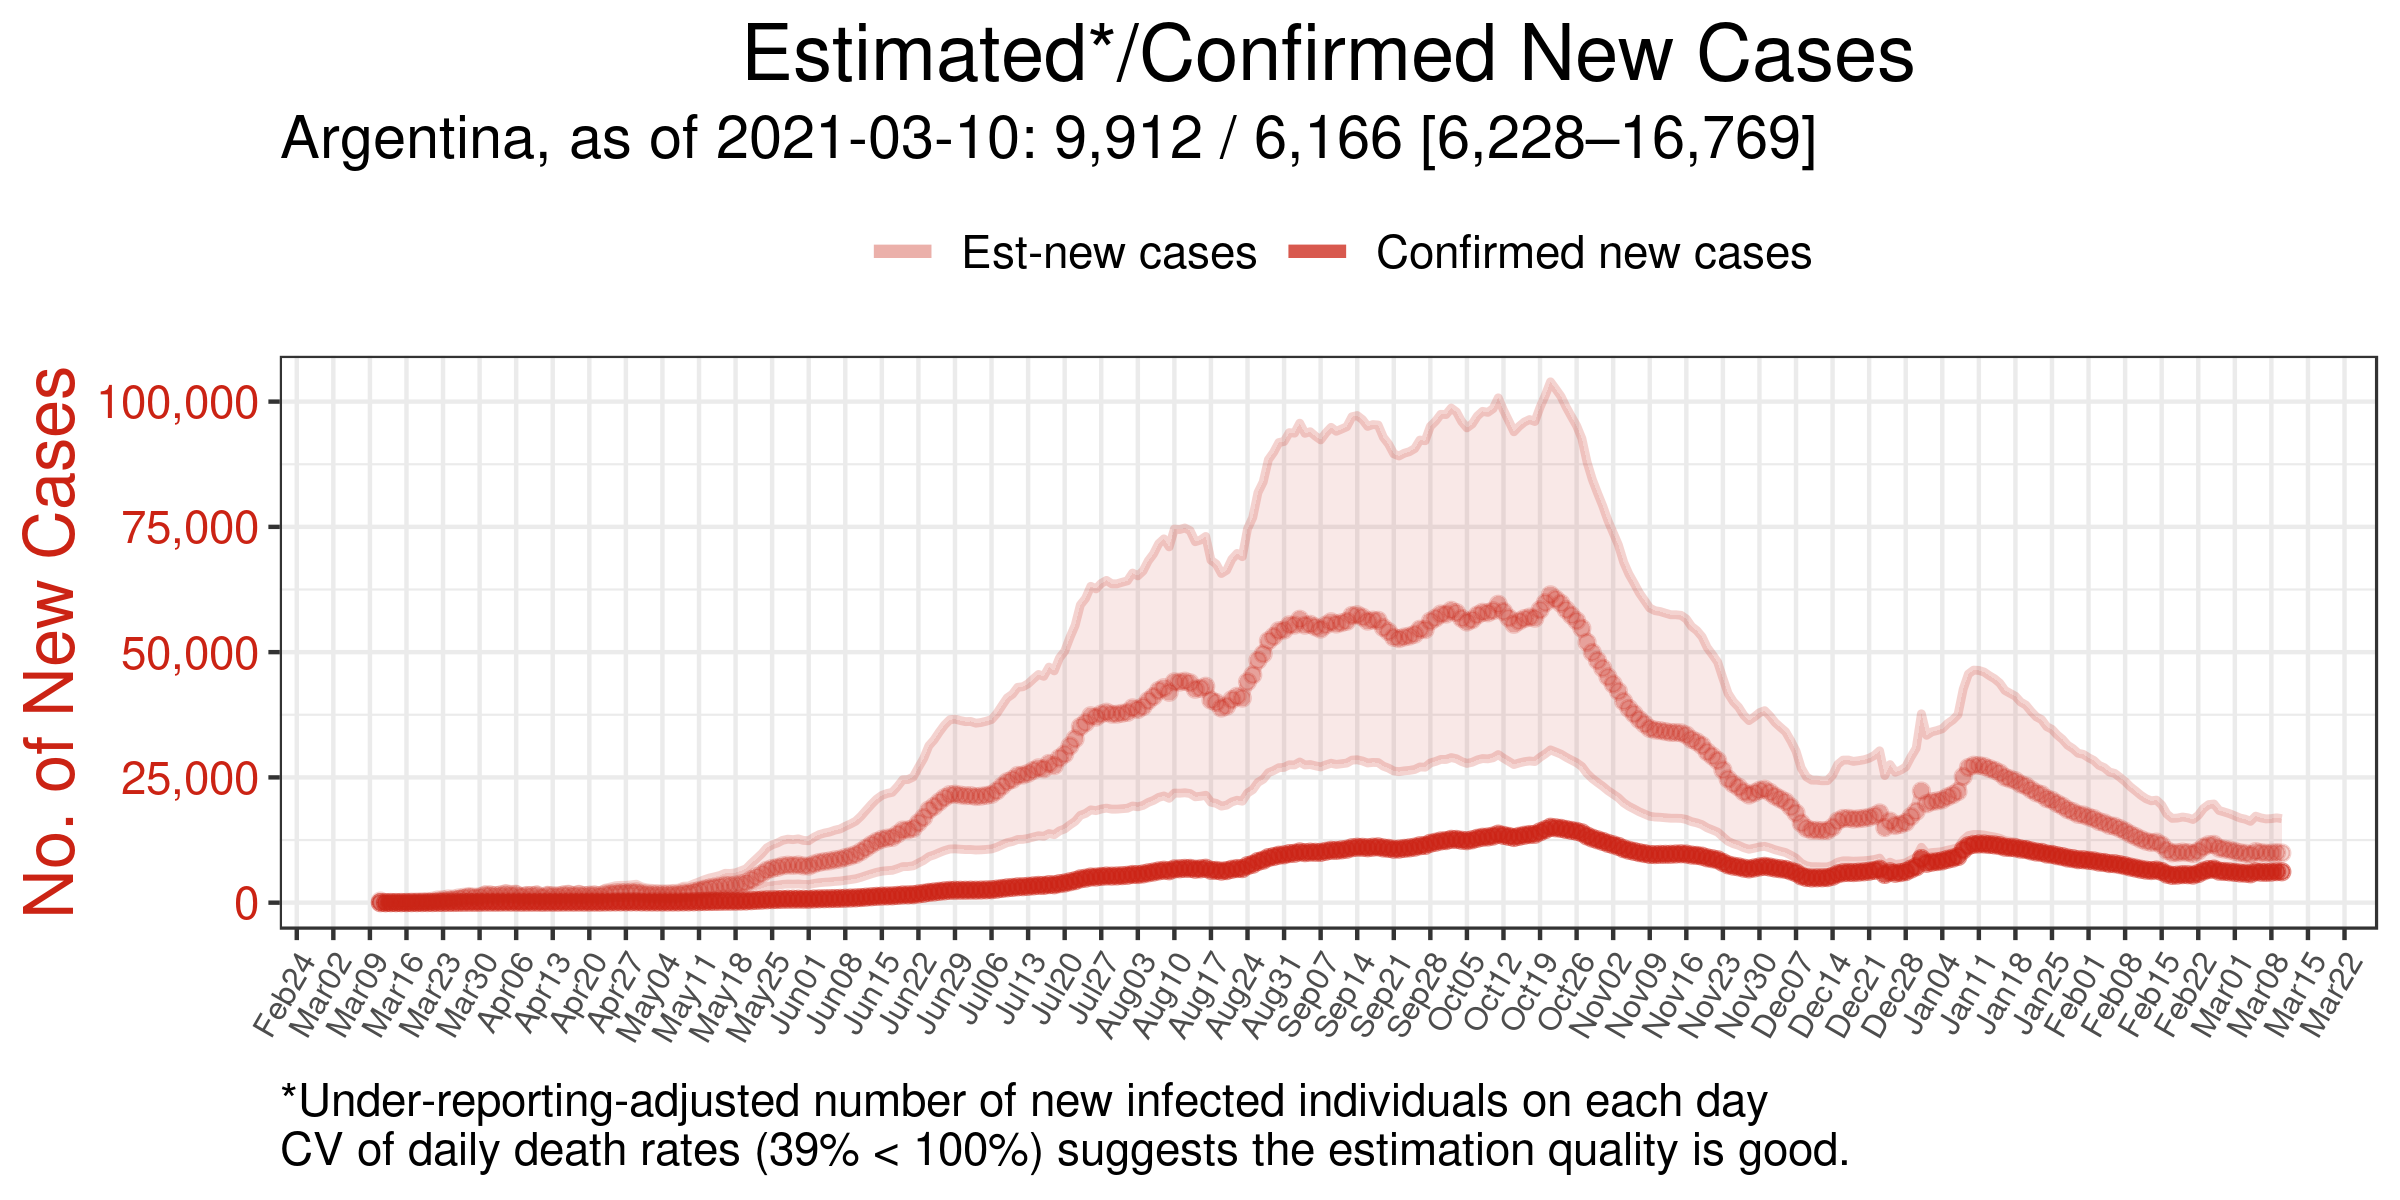 Estimated*/Confirmed New Cases
Argentina, as of 2021-03-10: 9,912 / 6,166 [6,228–16,769]
Est-new cases
Confirmed new cases
No. of New Cases
100,000
75,000
50,000
25,000
0
Feb24
Mar02
Mar09
Mar16
Mar23
Mar30
Apr06
Apr13
Apr20
Apr27
May04
May11
May18
May25
Jun01
Jun08
Jun15
Jun22
Jun29
Jul06
Jul13
Jul20
Jul27
Aug03
Aug10
Aug17
Aug24
Aug31
Sep07
Sep14
Sep21
Sep28
Oct05
Oct12
Oct19
Oct26
Nov02
Nov09
Nov16
Nov23
Nov30
Dec07
Dec14
Dec21
Dec28
Jan04
Jan11
Jan18
Jan25
Feb01
Feb08
Feb15
Feb22
Mar01
Mar08
Mar15
Mar22
*Under-reporting-adjusted number of new infected individuals on each day
CV of daily death rates (39% < 100%) suggests the estimation quality is good.